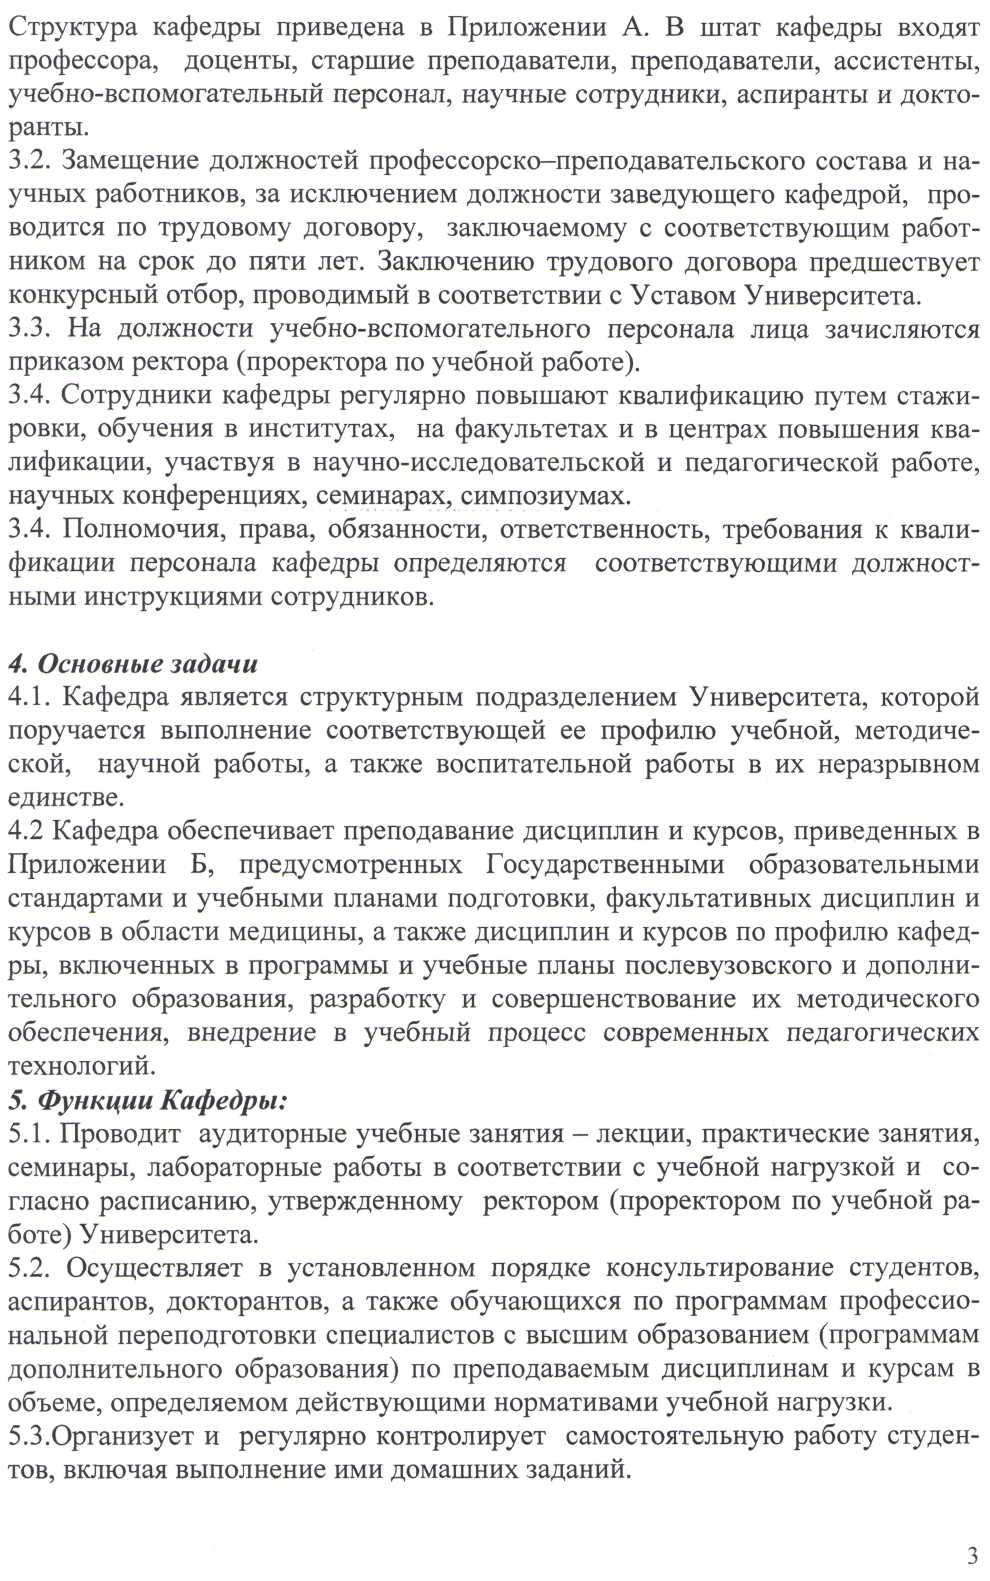 Структура кафедры приведена в Приложении А. В штат кафедры входят
профессора, доценты, старшие преподаватели, преподаватели, ассистенты,
учебно-вспомогательный персонал, научные сотрудники, аспиранты и докто-
ранты.
3.2. Замещение должностей профессорско–преподавательского состава и на-
учных работников, за исключением должности заведующего кафедрой, про-
водится по трудовому договору, заключаемому с соответствующим работ-
ником на срок до пяти лет. Заключению трудового договора предшествует
конкурсный отбор, проводимый в соответствии с Уставом Университета.
3.3. На должности учебно-вспомогательного персонала лица зачисляются
приказом ректора (проректора по учебной работе).
3.4. Сотрудники кафедры регулярно повышают квалификацию путем стажи-
ровки, обучения в институтах, на факультетах и в центрах повышения ква-
лификации, участвуя в научно-исследовательской и педагогической работе,
научных конференциях, семинарах, симпозиумах.
3.4. Полномочия, права, обязанности, ответственность, требования к квали-
фикации персонала кафедры определяются соответствующими должност-
ными инструкциями сотрудников.
4. Основные задачи
4.1. Кафедра является структурным подразделением Университета, которой
поручается выполнение соответствующей ее профилю учебной, методиче-
ской, научной работы, а также воспитательной работы в их неразрывном
единстве.
4.2 Кафедра обеспечивает преподавание дисциплин и курсов, приведенных в
Приложении Б, предусмотренных Государственными образовательными
стандартами и учебными планами подготовки, факультативных дисциплин и
курсов в области медицины, а также дисциплин и курсов по профилю кафед-
ры, включенных в программы и учебные планы послевузовского и дополни-
тельного образования, разработку и совершенствование их методического
обеспечения, внедрение в учебный процесс современных педагогических
технологий.
5. Функции Кафедры:
5.1. Проводит аудиторные учебные занятия – лекции, практические занятия,
семинары, лабораторные работы в соответствии с учебной нагрузкой и со-
гласно расписанию, утвержденному ректором (проректором по учебной ра-
боте) Университета.
5.2. Осуществляет в установленном порядке консультирование студентов,
аспирантов, докторантов, а также обучающихся по программам профессио-
нальной переподготовки специалистов с высшим образованием (программам
дополнительного образования) по преподаваемым дисциплинам и курсам в
объеме, определяемом действующими нормативами учебной нагрузки.
5.3.Организует и регулярно контролирует самостоятельную работу студен-
тов, включая выполнение ими домашних заданий.
3